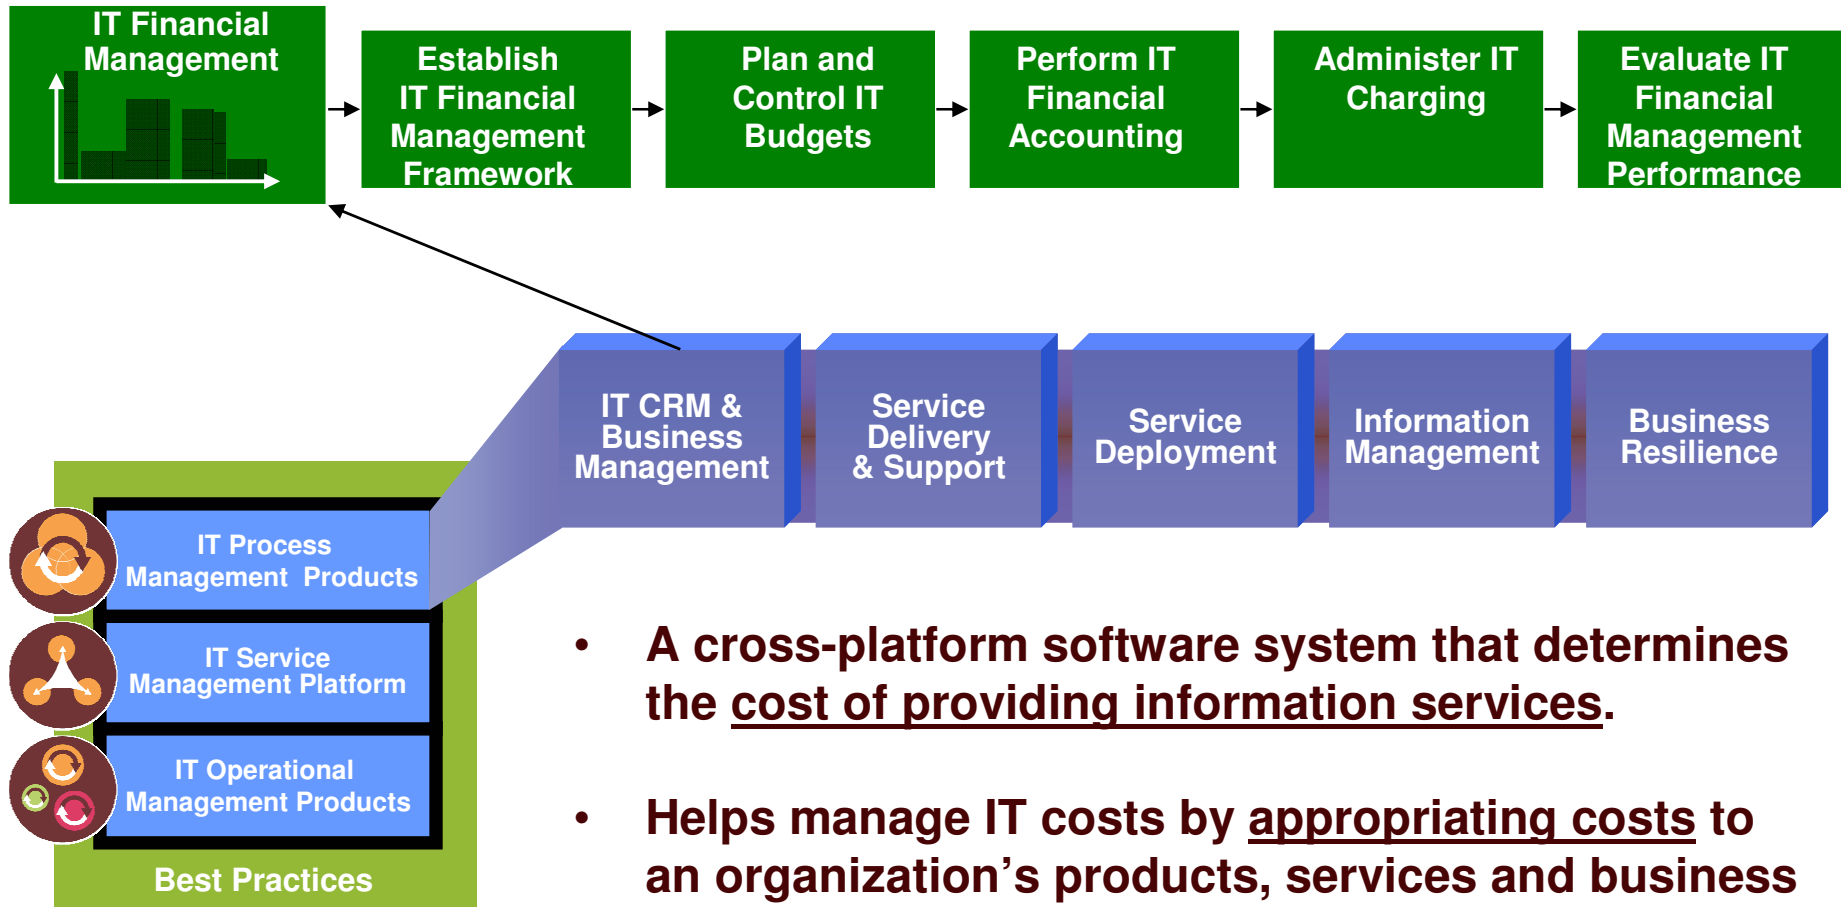 IT Financial
Management
Establish
IT Financial
Management
Framework
Plan and
Control IT
Budgets
Perform IT
Financial
Accounting
Administer IT
Charging
Evaluate IT
Financial
Management
Performance
IT CRM &
Business
Management
Service
Delivery
& Support
Service
Deployment
Information
Management
Business
Resilience
IT Process
Management Products
IT Service
Management Platform
IT Operational
Management Products
Best Practices
• A cross-platform software system that determines
the cost of providing information services.
• Helps manage IT costs by appropriating costs to
an organization’s products, services and business